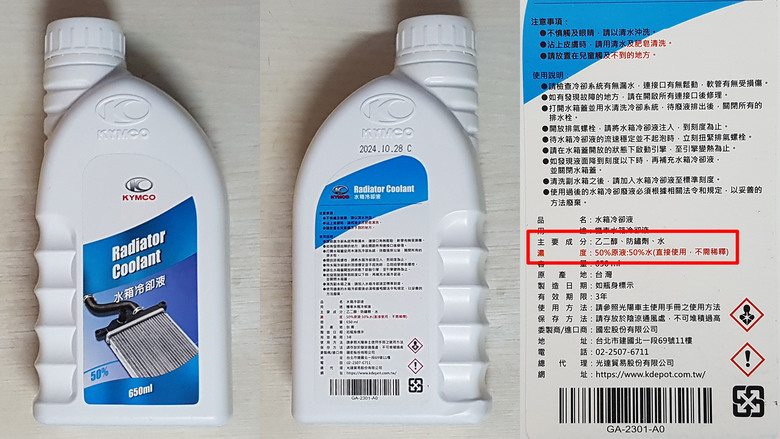 KYMCO
KYMCO
Radiator
Coolant
水箱冷卻液
50%
650ml
KYMCO
2024.10.28 C
KYMCO
Radiator Coolant
水箱冷卻液
GA-2301-A0
注意事項：
●不慎觸及眼睛，請以清水沖洗。
●沾上皮膚時，請用清水及肥皂清洗。
●請放置在兒童觸及不到的地方。
使用說明
●請檢查冷卻系統有無漏水，連接口有無鬆動，軟管有無受損傷。
●如有發現故障的地方，請在開啟所有連接口後修理。
●打開水箱蓋並用水清洗冷卻系統，待廢液排出後，關閉所有的
排水栓。
●開放排氣螺栓，請將水箱冷卻液注入，到刻度為止。
●待水箱冷卻液的流速穩定並不起泡時，立刻扭緊排氣螺栓。
●請在水箱蓋開放的狀態下啟動引擎，至引擎變熱為止。
●如發現液面降到刻度以下時，再補充水箱冷卻液
並關閉水箱蓋。
●清洗副水箱之後，請加入水箱冷卻液至標準刻度。
●使用過後的水箱冷卻廢液必須根據相關法令和規定，以妥善的
方法廢棄。
品名：水箱冷卻液
主要成分：乙二醇、防鏽劑、水
濃度：50%原液:50%水(直接使用，不需稀釋)
容量：650 ml
原產地：台灣
製造日期：如瓶身標示
有效期限：3年
使用方法：請參照光陽車主使用手冊之使用方法
保存方法：請存放於陰涼通風處，不可堆積過高
委製商/進口商：國宏股份有限公司
地址：台北市建國北一段69號11樓
電話：02-2507-6711
總代理：光達貿易股份有限公司
網址：https://www.kdepot.com.tw/
GA-2301-A0